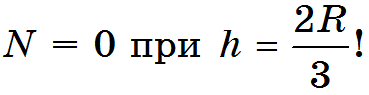 N = 0 при h = 2R/3!